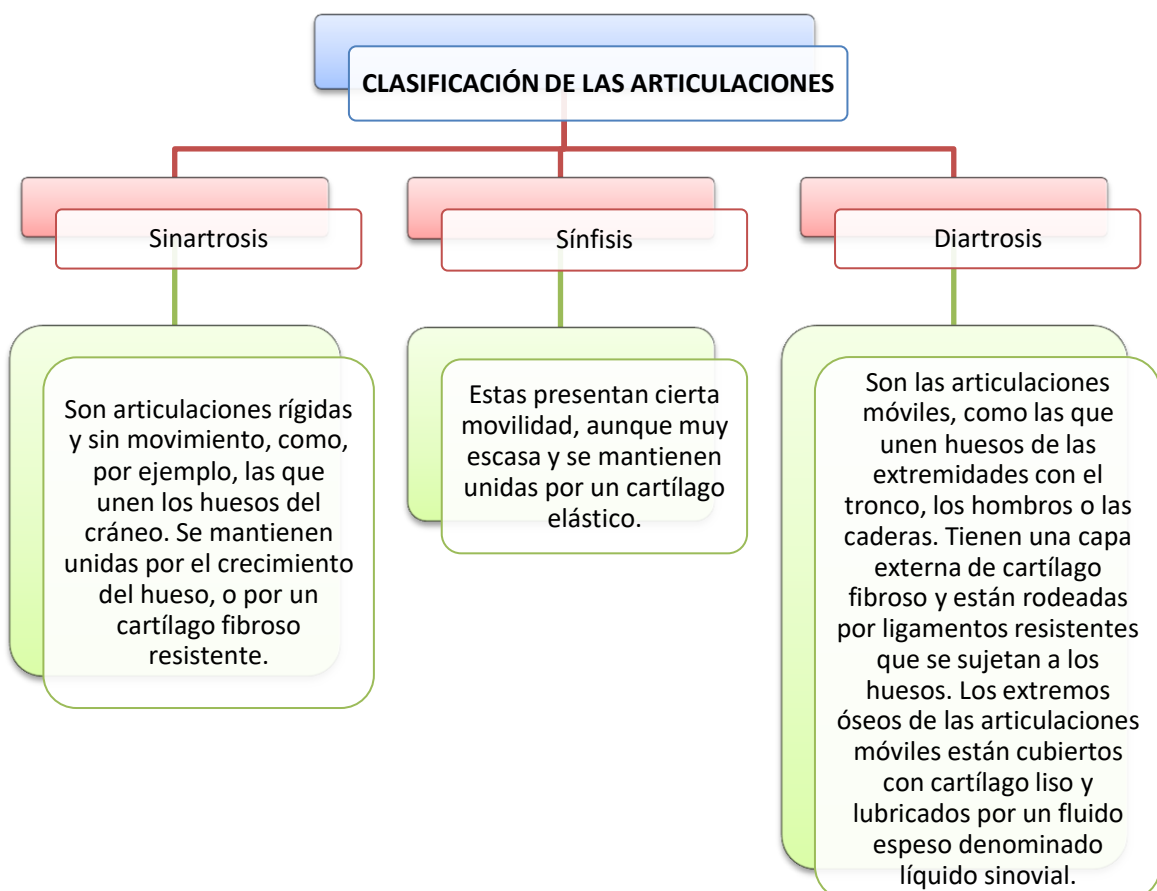 CLASIFICACIÓN DE LAS ARTICULACIONES
Sinartrosis
Son articulaciones rígidas
y sin movimiento, como,
por ejemplo, las que
unen los huesos del
cráneo. Se mantienen
unidas por el crecimiento
del hueso, o por un
cartílago fibroso
resistente.
Sínfisis
Estas presentan cierta
movilidad, aunque muy
escasa y se mantienen
unidas por un cartílago
elástico.
Diartrosis
Son las articulaciones
móviles, como las que
unen huesos de las
extremidades con el
tronco, los hombros o las
caderas. Tienen una capa
externa de cartílago
fibroso y están rodeadas
por ligamentos resistentes
que se sujetan a los
huesos. Los extremos
óseos de las articulaciones
móviles están cubiertos
con cartílago liso y
lubricados por un fluido
espeso denominado
líquido sinovial.